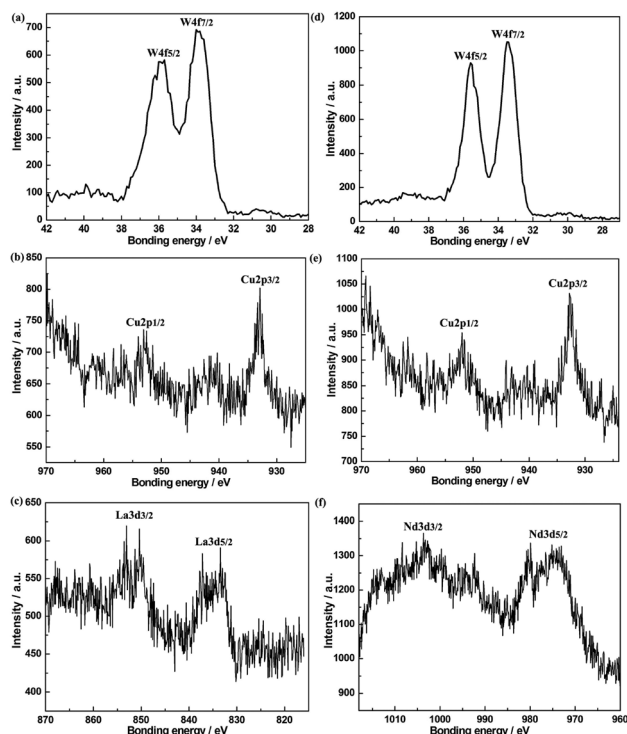 (a)
W4f7/2
W4f5/2
Intensity / a.u.
700
600
500
400
300
200
100
0
42 40 38 36 34 32 30 28
Bonding energy / eV
(d)
W4f7/2
W4f5/2
Intensity / a.u.
1200
1000
800
600
400
200
0
42 39 36 33 30 27
Bonding energy / eV
(b)
Cu2p3/2
Cu2p1/2
Intensity / a.u.
850
800
750
700
650
600
550
525
970 960 950 940 930
Bonding energy / eV
(e)
Cu2p3/2
Cu2p1/2
Intensity / a.u.
1100
1050
1000
950
900
850
800
750
700
970 960 950 940 930
Bonding energy / eV
(c)
La3d3/2
La3d5/2
Intensity / a.u.
650
600
550
500
450
400
375
870 860 850 840 830 820
Bonding energy / eV
(f)
Nd3d3/2
Nd3d5/2
Intensity / a.u.
1400
1300
1200
1100
1000
900
850
1010 1000 990 980 970 960
Bonding energy / eV